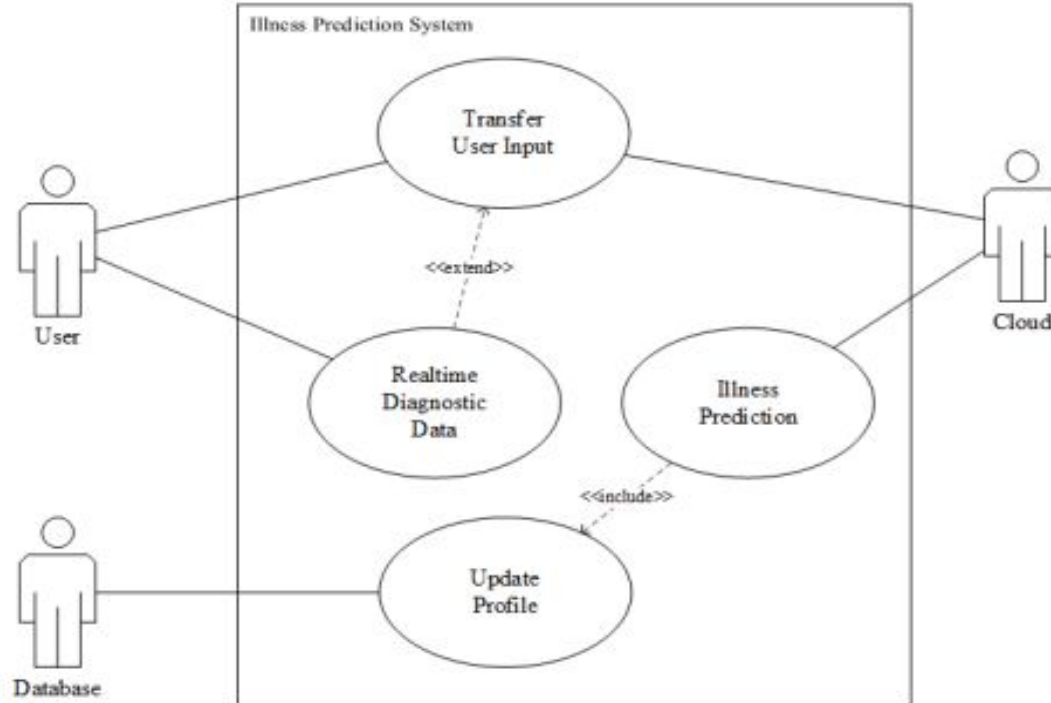 Illness Prediction System
Transfer
User Input
<<extend>>
User
Cloud
Realtime
Diagnostic
Data
Illness
Prediction
<<include>>
Update
Profile
Database